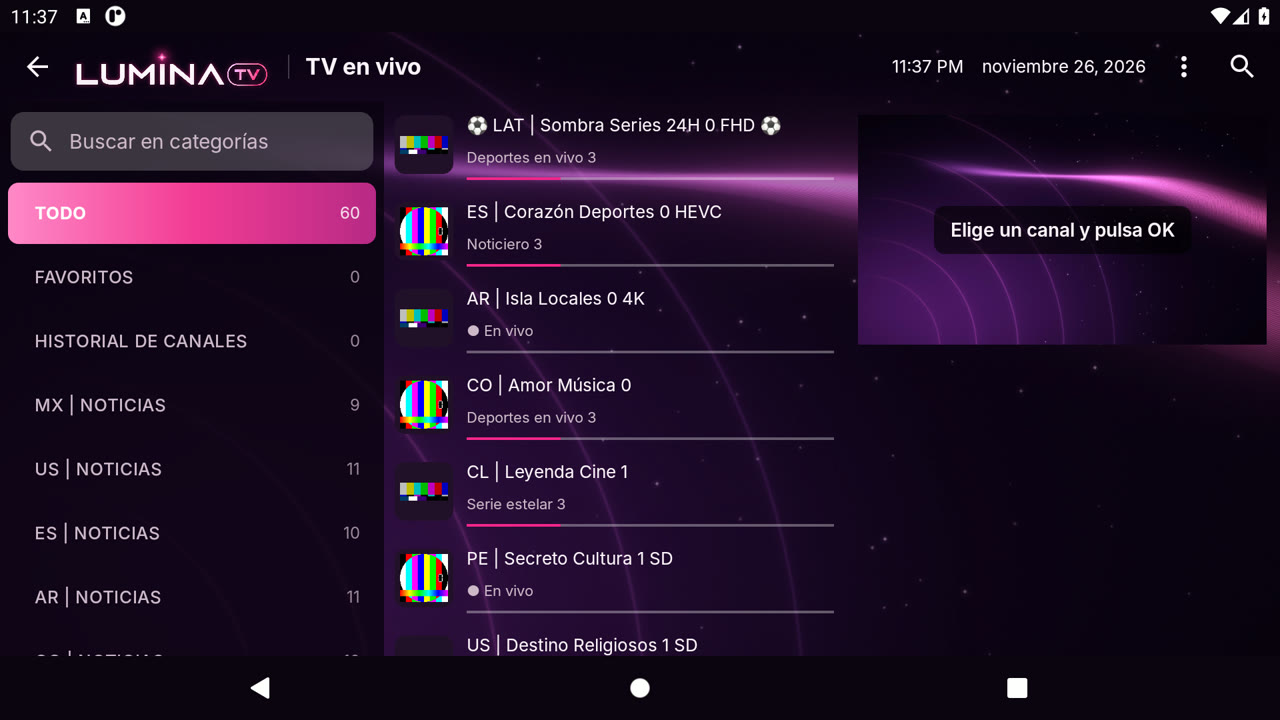 11:37
LUMINA TV
TV en vivo
11:37 PM noviembre 26, 2026
Buscar en categorías
TODO 60
FAVORITOS 0
HISTORIAL DE CANALES 0
MX | NOTICIAS 9
US | NOTICIAS 11
ES | NOTICIAS 10
AR | NOTICIAS 11
⚽ LAT | Sombra Series 24H 0 FHD ⚽
Deportes en vivo 3
ES | Corazón Deportes 0 HEVC
Noticiero 3
AR | Isla Locales 0 4K
En vivo
CO | Amor Música 0
Deportes en vivo 3
CL | Leyenda Cine 1
Serie estelar 3
PE | Secreto Cultura 1 SD
En vivo
US | Destino Religiosos 1 SD
Elige un canal y pulsa OK